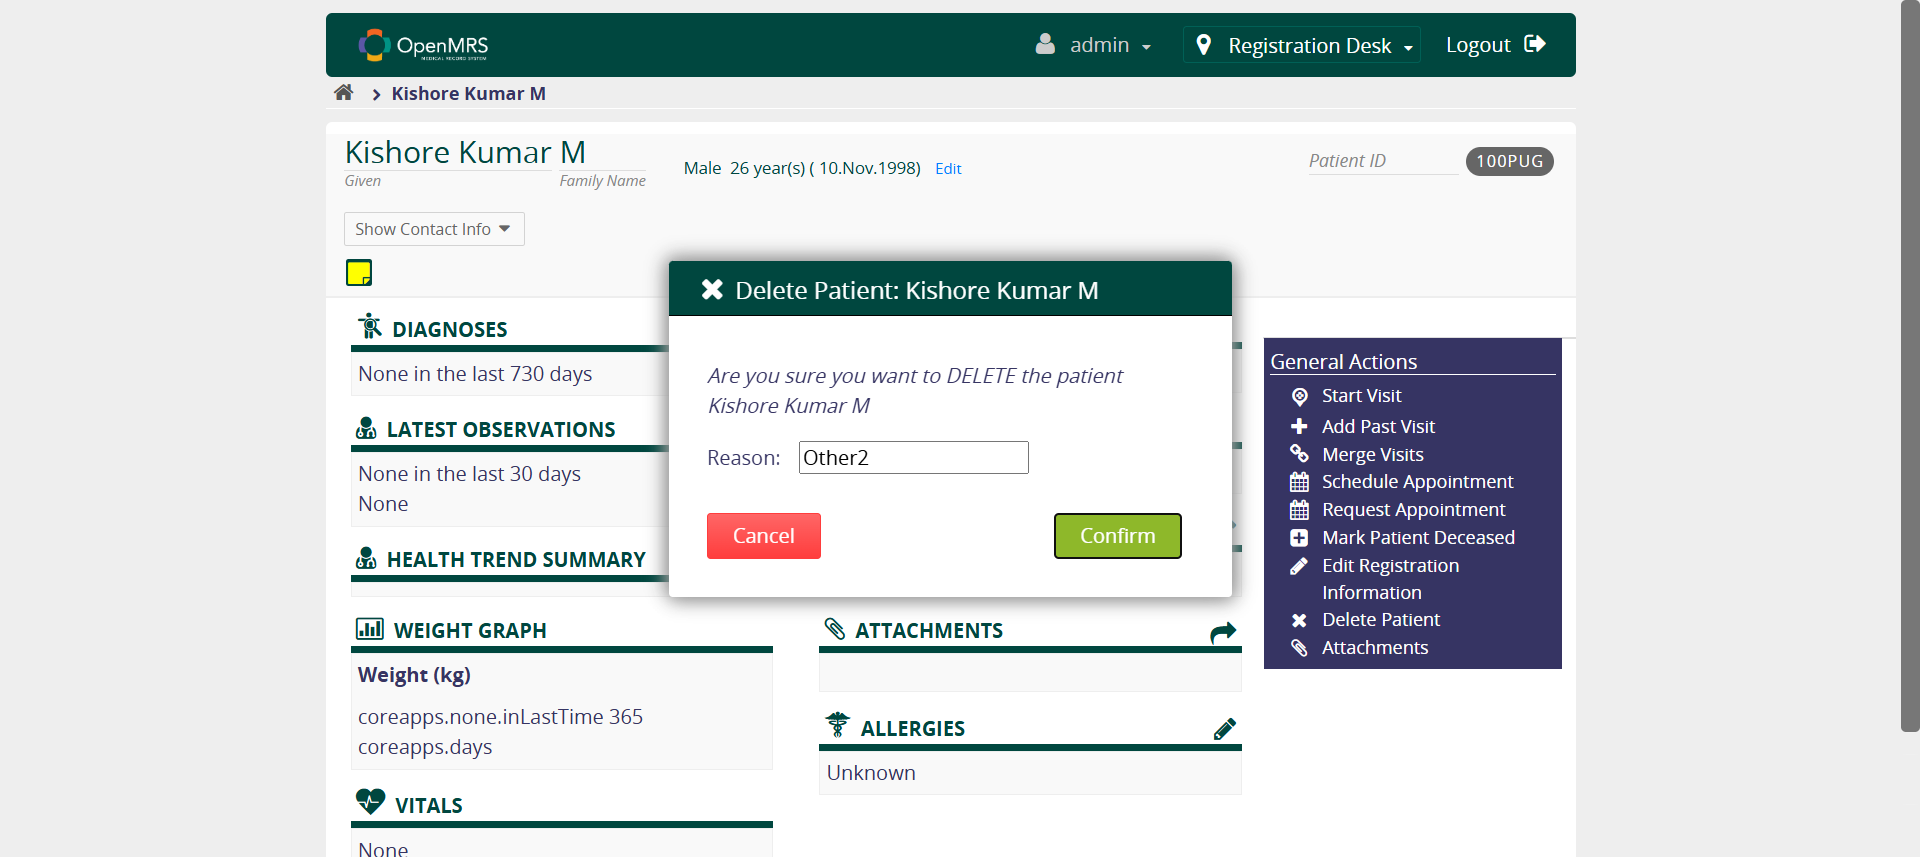 OpenMRS
MEDICAL RECORD SYSTEM
admin
Registration Desk
Logout
Kishore Kumar M
Kishore Kumar M
Given
Family Name
Male 26 year(s) ( 10.Nov.1998) Edit
Patient ID
100PUG
Show Contact Info
Delete Patient: Kishore Kumar M
Are you sure you want to DELETE the patient
Kishore Kumar M
Reason: Other2
Cancel
Confirm
DIAGNOSES
None in the last 730 days
LATEST OBSERVATIONS
None in the last 30 days
None
HEALTH TREND SUMMARY
WEIGHT GRAPH
Weight (kg)
coreapps.none.inLastTime 365
coreapps.days
VITALS
None
ATTACHMENTS
ALLERGIES
Unknown
General Actions
Start Visit
Add Past Visit
Merge Visits
Schedule Appointment
Request Appointment
Mark Patient Deceased
Edit Registration
Information
Delete Patient
Attachments